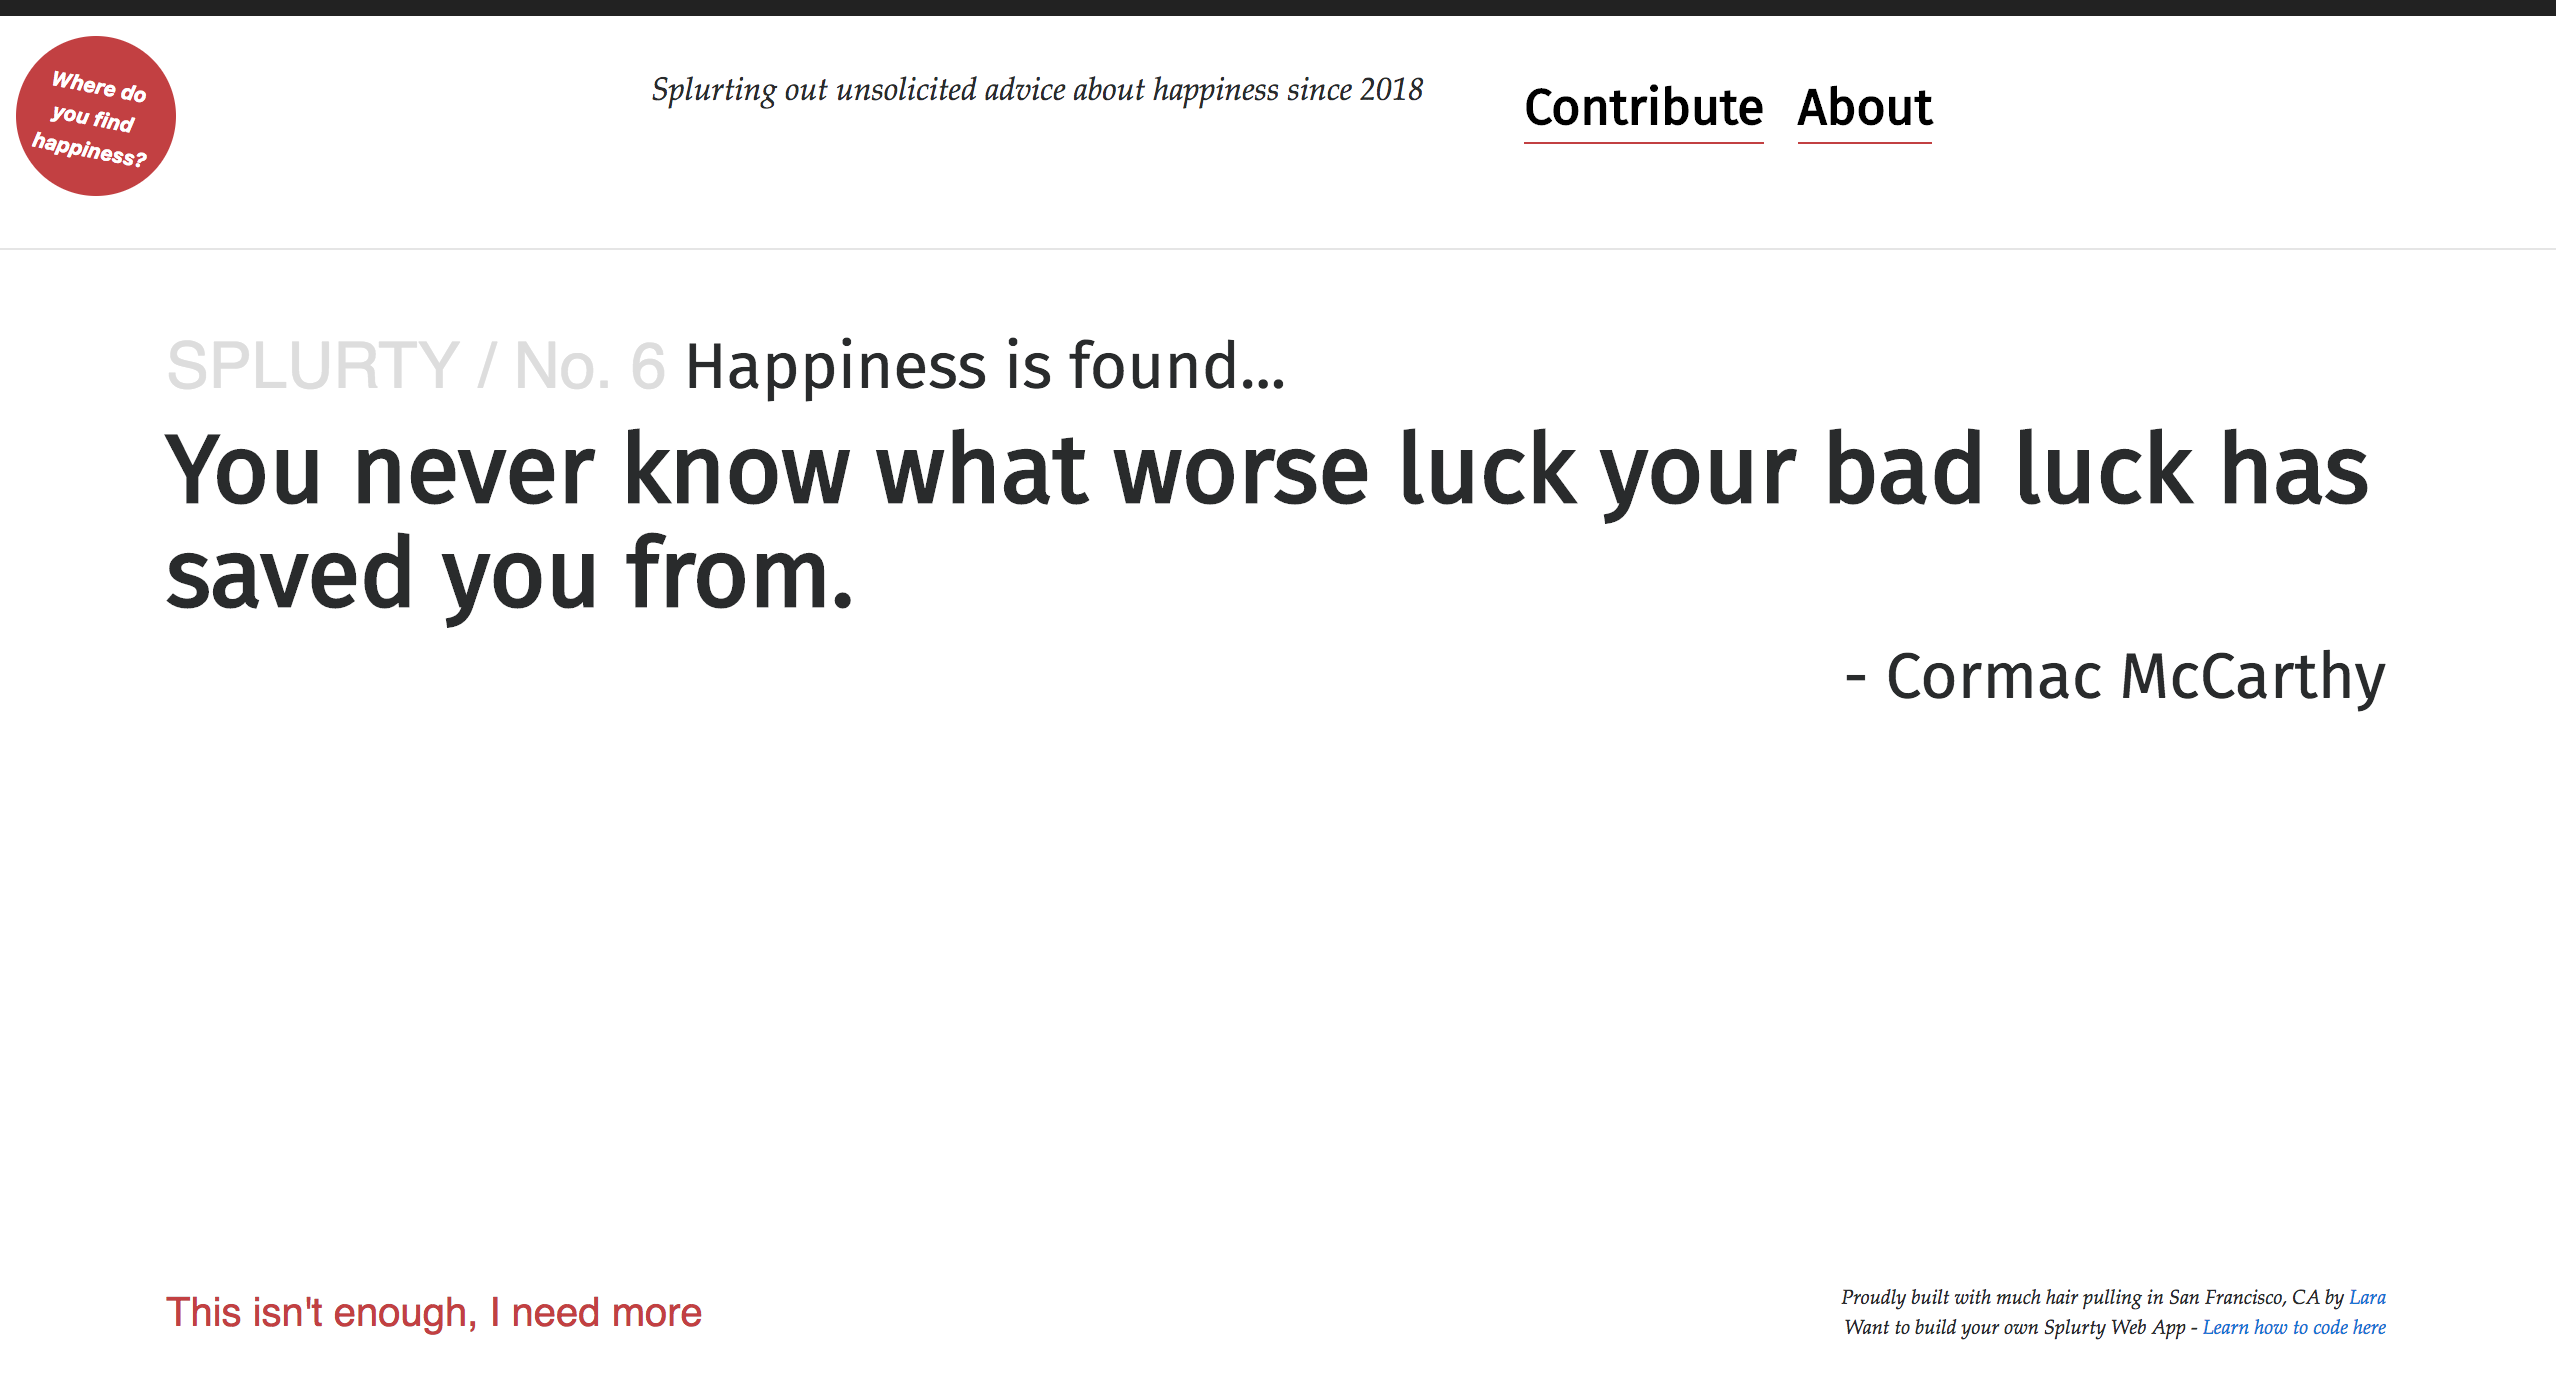 Where do
you find
happiness?
Splurting out unsolicited advice about happiness since 2018
Contribute About
SPLURTY / No. 6 Happiness is found...
You never know what worse luck your bad luck has
saved you from.
- Cormac McCarthy
This isn't enough, I need more
Proudly built with much hair pulling in San Francisco, CA by Lara
Want to build your own Splurty Web App - Learn how to code here